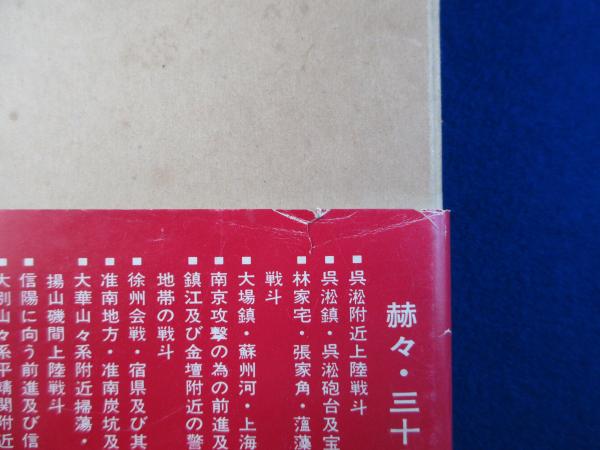 赫々・三十
■呉淞附近上陸戦斗
■呉淞鎮・呉淞砲台及び宝
■林家宅・張家角・薀藻
戦斗
■大場鎮・蘇州河・上海
■南京攻撃の為の前進及
■鎮江及び金壇附近の警
地帯の戦斗
■徐州会戦・宿県及び其
■准南地方・准南炭坑及
■大華山々系附近掃蕩・
揚山磯間上陸戦斗
■信陽に向う前進及び信
■大別山々系平靖関附近